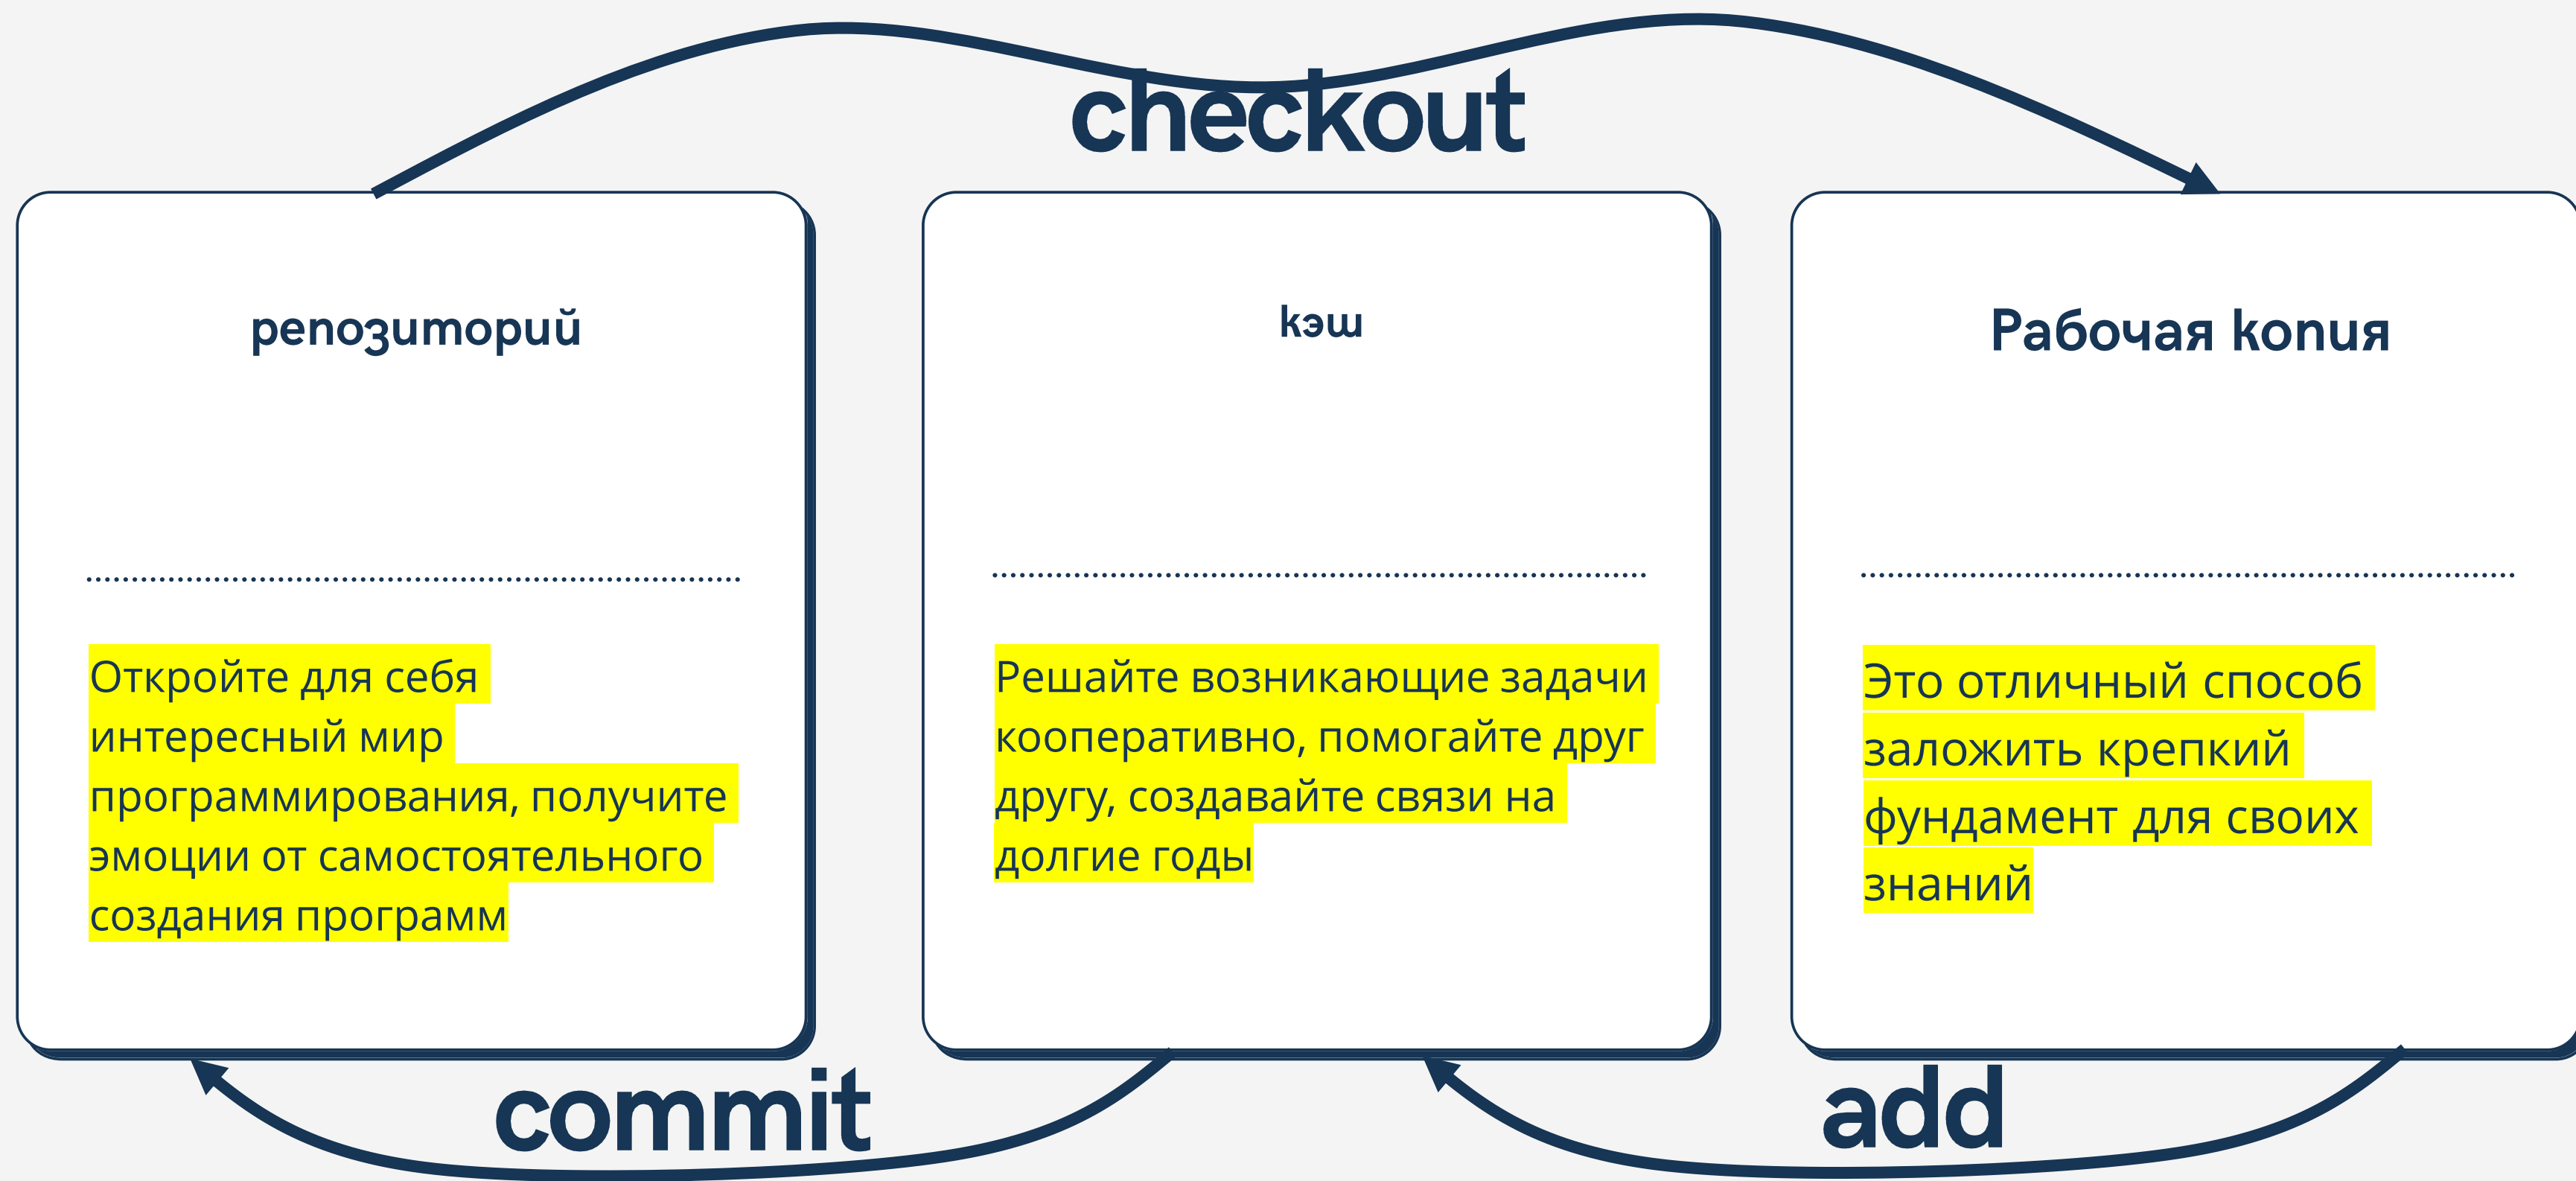 checkout
репозиторий
кэш
Рабочая копия
Откройте для себя
интересный мир
программирования, получите
эмоции от самостоятельного
создания программ
Решайте возникающие задачи
кооперативно, помогайте друг
другу, создавайте связи на
долгие годы
Это отличный способ
заложить крепкий
фундамент для своих
знаний
commit
add